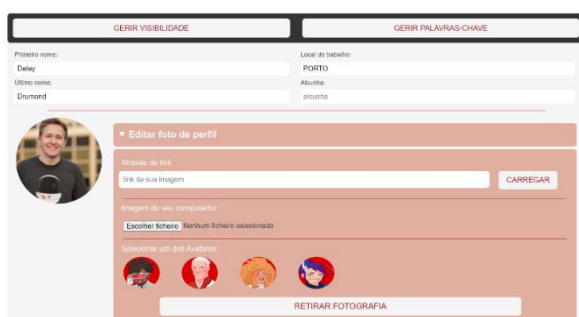 GERIR VISIBILIDADE
GERIR PALAVRAS-CHAVE
Primeiro nome:
Local de trabalho:
Deley
PORTO
Último nome:
Alcunha:
Drumond
alcunha
▼ Editar foto de perfil
Através de link:
link da sua imagem
CARREGAR
Imagem do seu computador:
Escolher ficheiro Nenhum ficheiro selecionado
Selecionar um dos Avatares:
RETIRAR FOTOGRAFIA